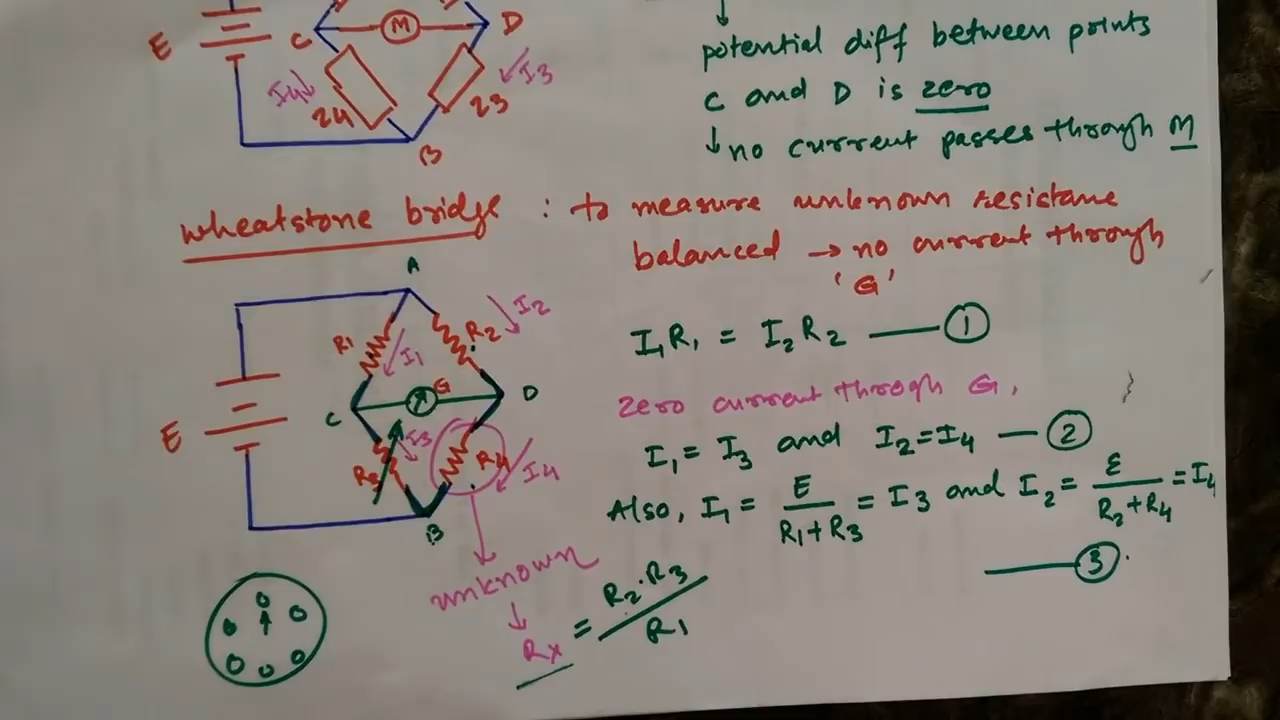 E
C
M
D
I4
I3
Z4
Z3
B
potential diff between points
C and D is zero
no current passes through M
Wheatstone bridge : to measure unknown resistane
balanced → no current through
'G'
A
R1
I1
R2
I2
G
C
D
E
I3
R3
R4
I4
B
I1R1 = I2R2 —— 1
zero current through G,
I1 = I3 and I2=I4 — 2
Also, I1 = E / R1+R3 = I3 and I2 = E / R2+R4 = I4
—— 3
unknown
Rx = R2.R3 / R1